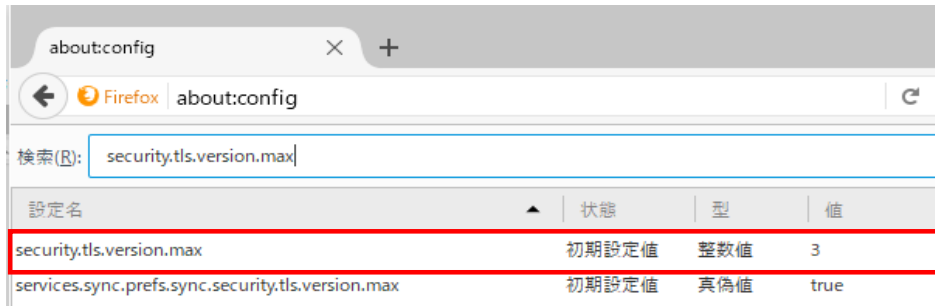 about:config
Firefox about:config
検索(R): security.tls.version.max
設定名 状態 型 値
security.tls.version.max 初期設定値 整数値 3
services.sync.prefs.sync.security.tls.version.max 初期設定値 真偽値 true